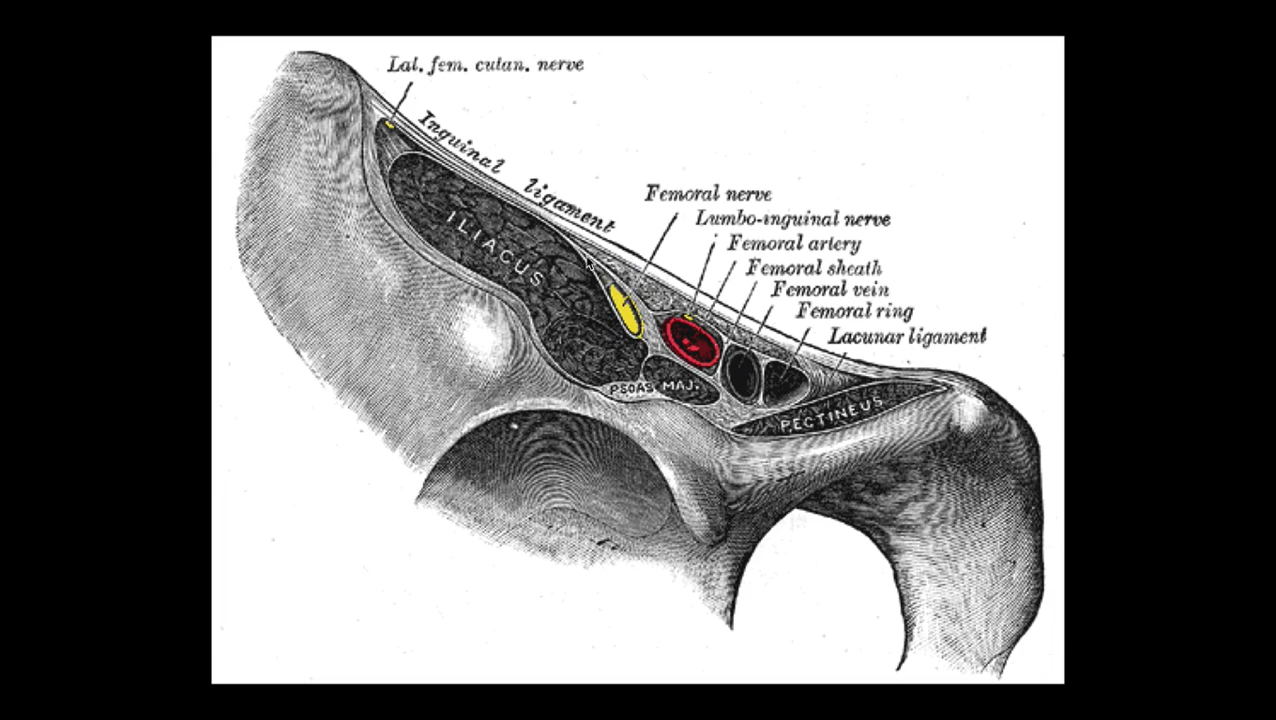 Lal. fem. cutan. nerve
Inguinal ligament
Femoral nerve
Lumbo-inguinal nerve
Femoral artery
Femoral sheath
Femoral vein
Femoral ring
Lacunar ligament
ILIACUS
PSOAS MAJ.
PECTINEUS